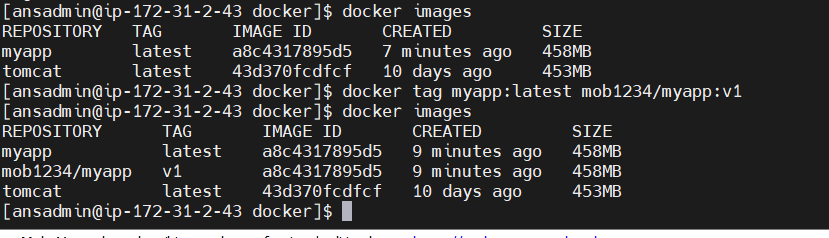 [ansadmin@ip-172-31-2-43 docker]$ docker images
REPOSITORY TAG IMAGE ID CREATED SIZE
myapp latest a8c4317895d5 7 minutes ago 458MB
tomcat latest 43d370fcdfcf 10 days ago 453MB
[ansadmin@ip-172-31-2-43 docker]$ docker tag myapp:latest mob1234/myapp:v1
[ansadmin@ip-172-31-2-43 docker]$ docker images
REPOSITORY TAG IMAGE ID CREATED SIZE
myapp latest a8c4317895d5 9 minutes ago 458MB
mob1234/myapp v1 a8c4317895d5 9 minutes ago 458MB
tomcat latest 43d370fcdfcf 10 days ago 453MB
[ansadmin@ip-172-31-2-43 docker]$